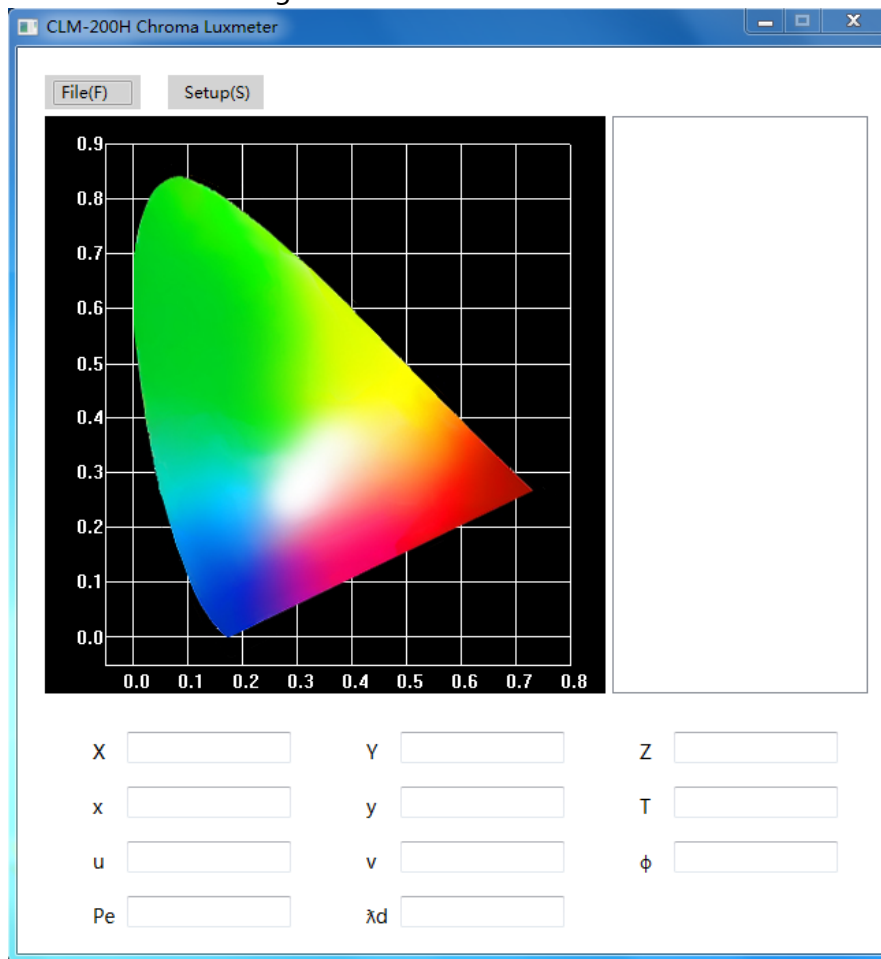 CLM-200H Chroma Luxmeter
File(F) Setup(S)
0.9
0.8
0.7
0.6
0.5
0.4
0.3
0.2
0.1
0.0
0.0 0.1 0.2 0.3 0.4 0.5 0.6 0.7 0.8
X Y Z
x y T
u v ϕ
Pe ƛd